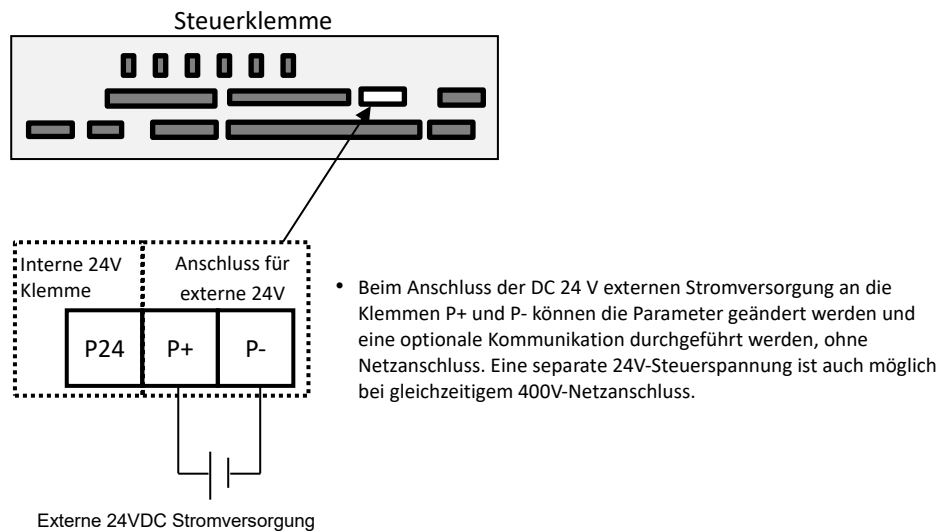 Steuerklemme
Interne 24V
Klemme
Anschluss für
externe 24V
P24
P+
P-
• Beim Anschluss der DC 24 V externen Stromversorgung an die
Klemmen P+ und P- können die Parameter geändert werden und
eine optionale Kommunikation durchgeführt werden, ohne
Netzanschluss. Eine separate 24V-Steuerspannung ist auch möglich
bei gleichzeitigem 400V-Netzanschluss.
Externe 24VDC Stromversorgung